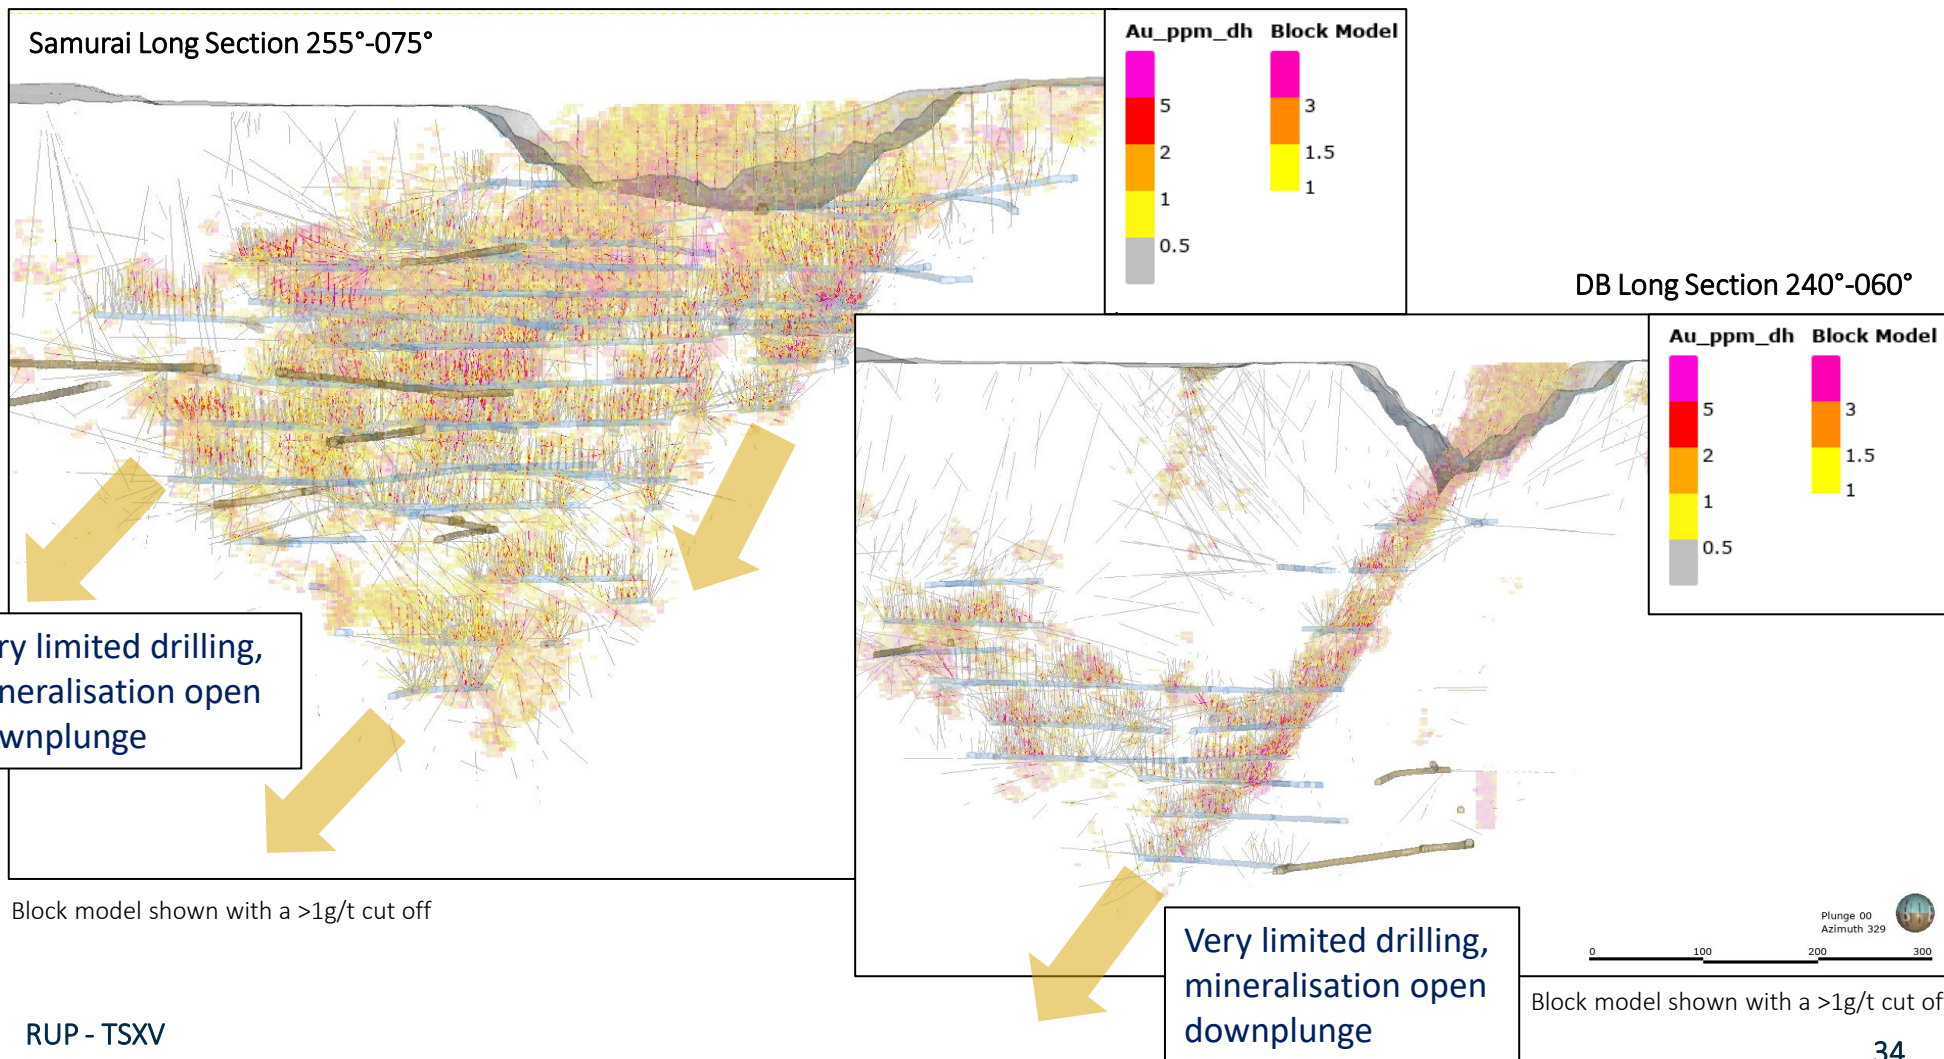 Samurai Long Section 255°-075°
Au_ppm_dh Block Model
5
2
1
0.5
3
1.5
1
DB Long Section 240°-060°
Au_ppm_dh Block Model
5
2
1
0.5
3
1.5
1
ry limited drilling,
neralisation open
wnplunge
Block model shown with a >1g/t cut off
Very limited drilling,
mineralisation open
downplunge
Plunge 00
Azimuth 329
0 100 200 300
Block model shown with a >1g/t cut of
RUP - TSXV
34